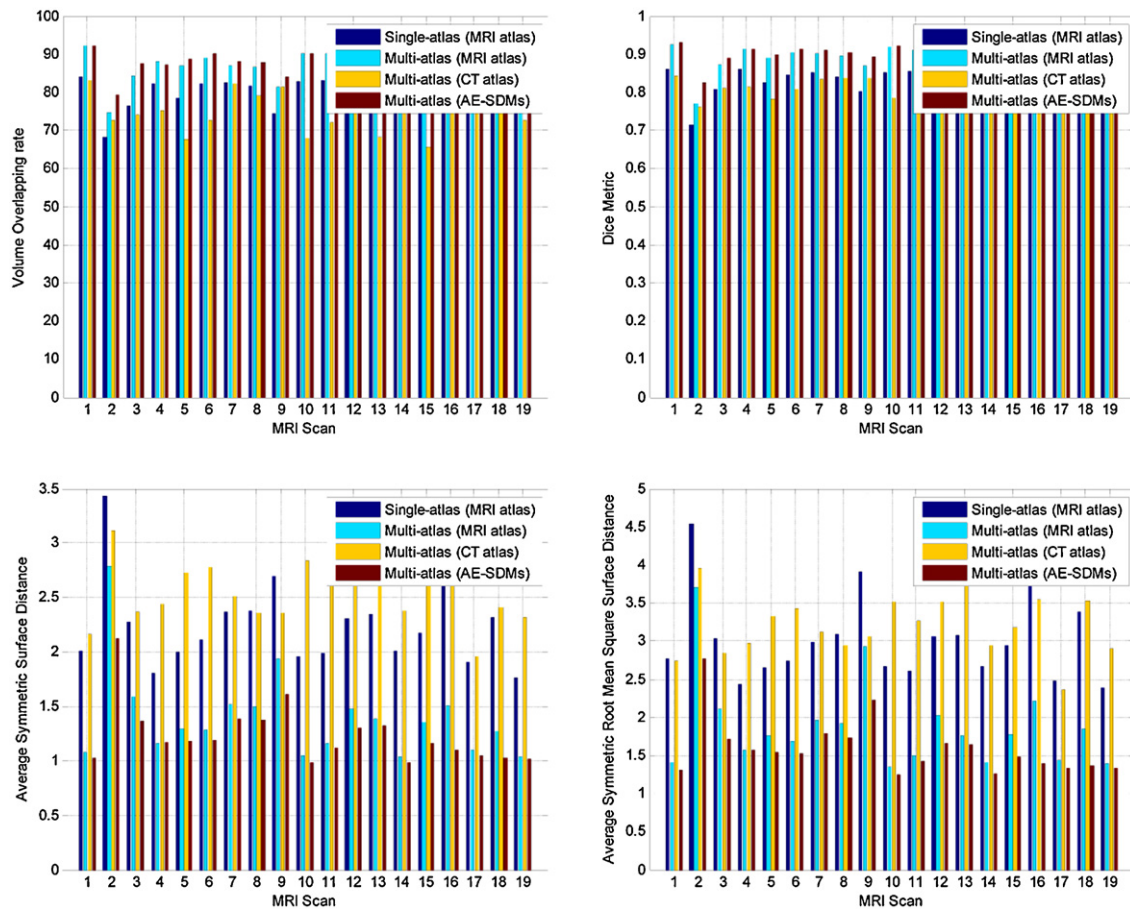 100
90
80
70
60
50
40
30
20
10
0
Volume Overlapping rate
Single-atlas (MRI atlas)
Multi-atlas (MRI atlas)
Multi-atlas (CT atlas)
Multi-atlas (AE-SDMs)
1 2 3 4 5 6 7 8 9 10 11 12 13 14 15 16 17 18 19
MRI Scan
1
0.9
0.8
0.7
0.6
0.5
0.4
0.3
0.2
0.1
0
Dice Metric
Single-atlas (MRI atlas)
Multi-atlas (MRI atlas)
Multi-atlas (CT atlas)
Multi-atlas (AE-SDMs)
1 2 3 4 5 6 7 8 9 10 11 12 13 14 15 16 17 18 19
MRI Scan
3.5
3
2.5
2
1.5
1
0.5
0
Average Symmetric Surface Distance
Single-atlas (MRI atlas)
Multi-atlas (MRI atlas)
Multi-atlas (CT atlas)
Multi-atlas (AE-SDMs)
1 2 3 4 5 6 7 8 9 10 11 12 13 14 15 16 17 18 19
MRI Scan
5
4.5
4
3.5
3
2.5
2
1.5
1
0.5
0
Average Symmetric Root Mean Square Surface Distance
Single-atlas (MRI atlas)
Multi-atlas (MRI atlas)
Multi-atlas (CT atlas)
Multi-atlas (AE-SDMs)
1 2 3 4 5 6 7 8 9 10 11 12 13 14 15 16 17 18 19
MRI Scan